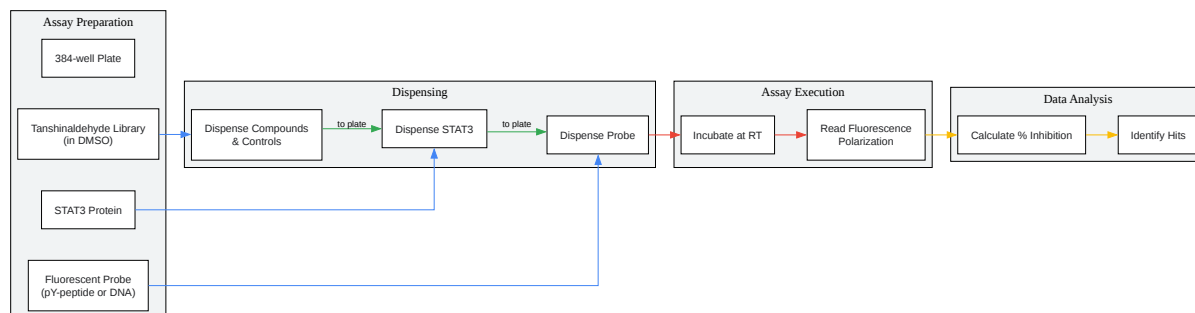 Assay Preparation
384-well Plate
Tanshinaldehyde Library
(in DMSO)
STAT3 Protein
Fluorescent Probe
(pY-peptide or DNA)
Dispensing
Dispense Compounds
& Controls
to plate
Dispense STAT3
to plate
Dispense Probe
Assay Execution
Incubate at RT
Read Fluorescence
Polarization
Data Analysis
Calculate % Inhibition
Identify Hits